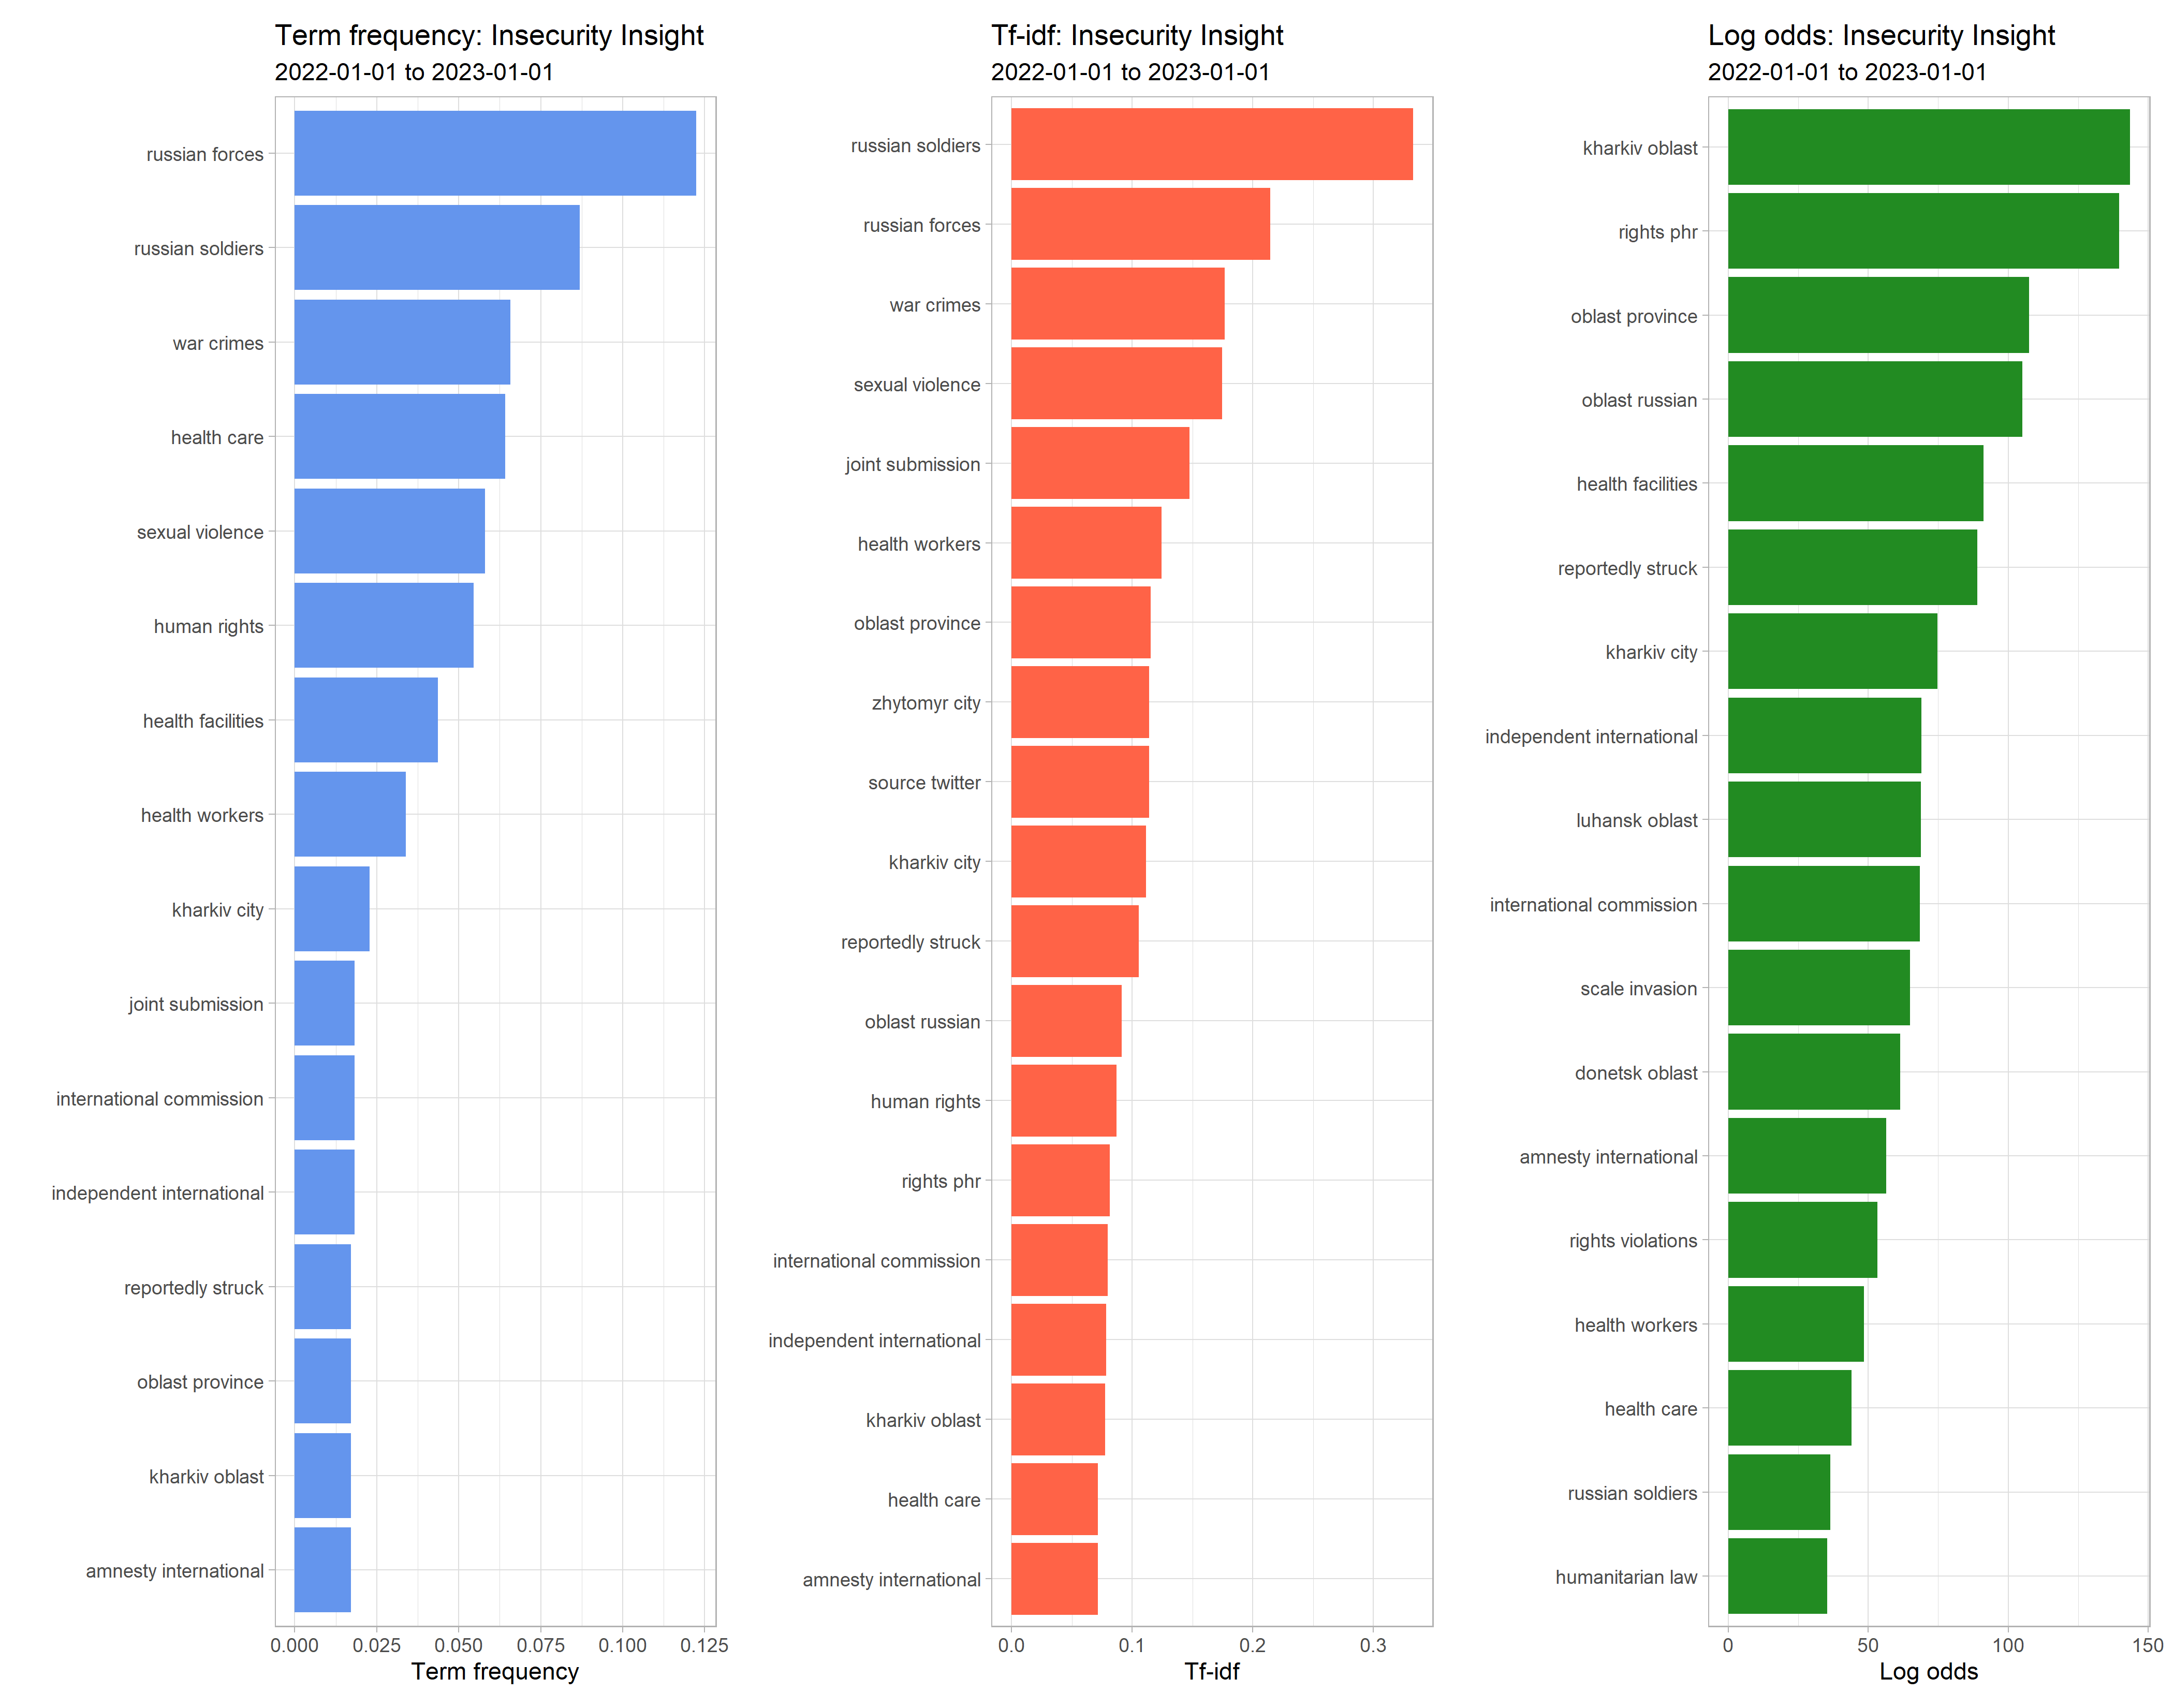 Term frequency: Insecurity Insight
2022-01-01 to 2023-01-01
russian forces
russian soldiers
war crimes
health care
sexual violence
human rights
health facilities
health workers
kharkiv city
joint submission
international commission
independent international
reportedly struck
oblast province
kharkiv oblast
amnesty international
0.000 0.025 0.050 0.075 0.100 0.125
Term frequency
Tf-idf: Insecurity Insight
2022-01-01 to 2023-01-01
russian soldiers
russian forces
war crimes
sexual violence
joint submission
health workers
oblast province
zhytomyr city
source twitter
kharkiv city
reportedly struck
oblast russian
human rights
rights phr
international commission
independent international
kharkiv oblast
health care
amnesty international
0.0 0.1 0.2 0.3
Tf-idf
Log odds: Insecurity Insight
2022-01-01 to 2023-01-01
kharkiv oblast
rights phr
oblast province
oblast russian
health facilities
reportedly struck
kharkiv city
independent international
luhansk oblast
international commission
scale invasion
donetsk oblast
amnesty international
rights violations
health workers
health care
russian soldiers
humanitarian law
0 50 100 150
Log odds